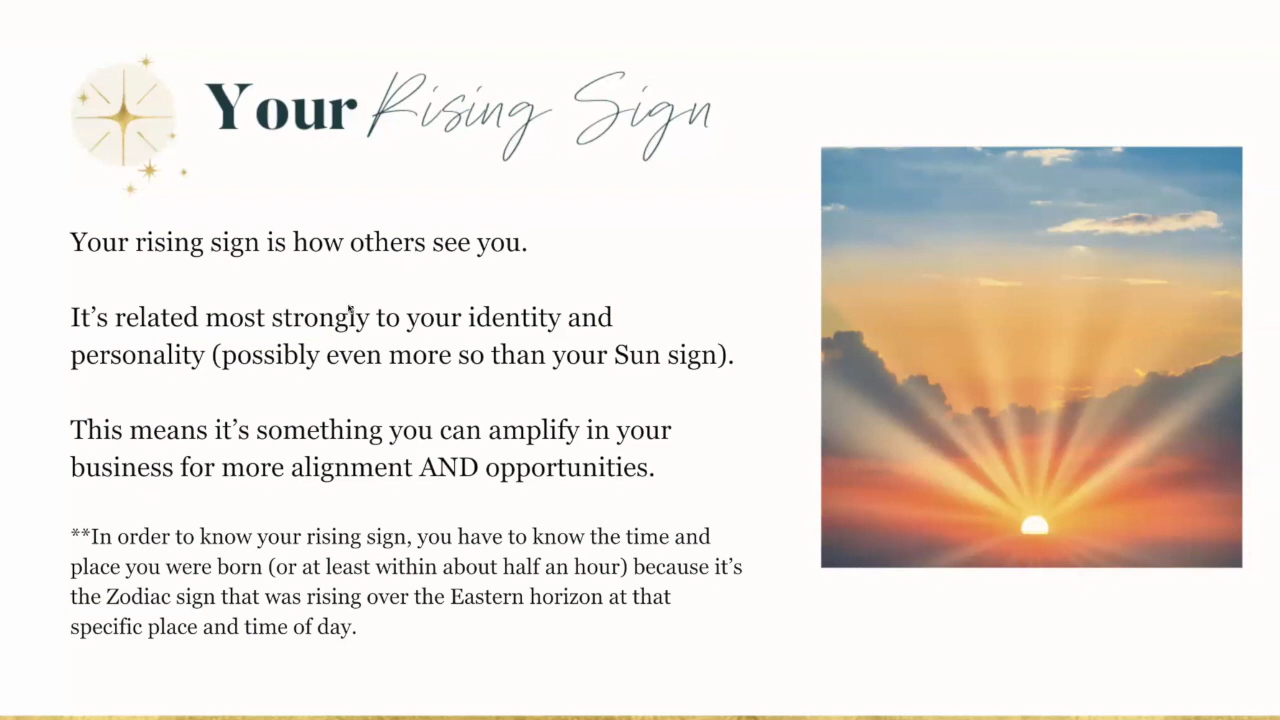 Your Rising Sign
Your rising sign is how others see you.
It’s related most strongly to your identity and
personality (possibly even more so than your Sun sign).
This means it’s something you can amplify in your
business for more alignment AND opportunities.
**In order to know your rising sign, you have to know the time and
place you were born (or at least within about half an hour) because it’s
the Zodiac sign that was rising over the Eastern horizon at that
specific place and time of day.